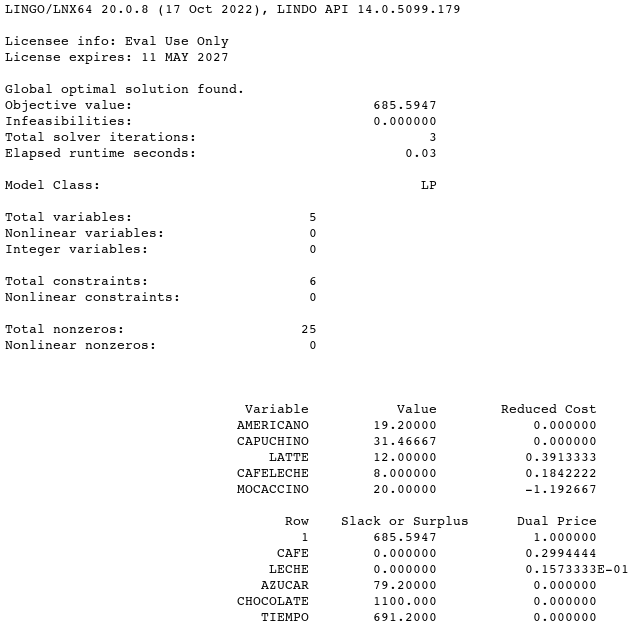 LINGO/LNX64 20.0.8 (17 Oct 2022), LINDO API 14.0.5099.179
Licensee info: Eval Use Only
License expires: 11 MAY 2027
Global optimal solution found.
Objective value: 685.5947
Infeasibilities: 0.000000
Total solver iterations: 3
Elapsed runtime seconds: 0.03
Model Class: LP
Total variables: 5
Nonlinear variables: 0
Integer variables: 0
Total constraints: 6
Nonlinear constraints: 0
Total nonzeros: 25
Nonlinear nonzeros: 0
Variable Value Reduced Cost
AMERICANO 19.20000 0.000000
CAPUCHINO 31.46667 0.000000
LATTE 12.00000 0.3913333
CAFELECHE 8.000000 0.1842222
MOCACCINO 20.00000 -1.192667
Row Slack or Surplus Dual Price
1 685.5947 1.000000
CAFE 0.000000 0.2994444
LECHE 0.000000 0.1573333E-01
AZUCAR 79.20000 0.000000
CHOCOLATE 1100.000 0.000000
TIEMPO 691.2000 0.000000